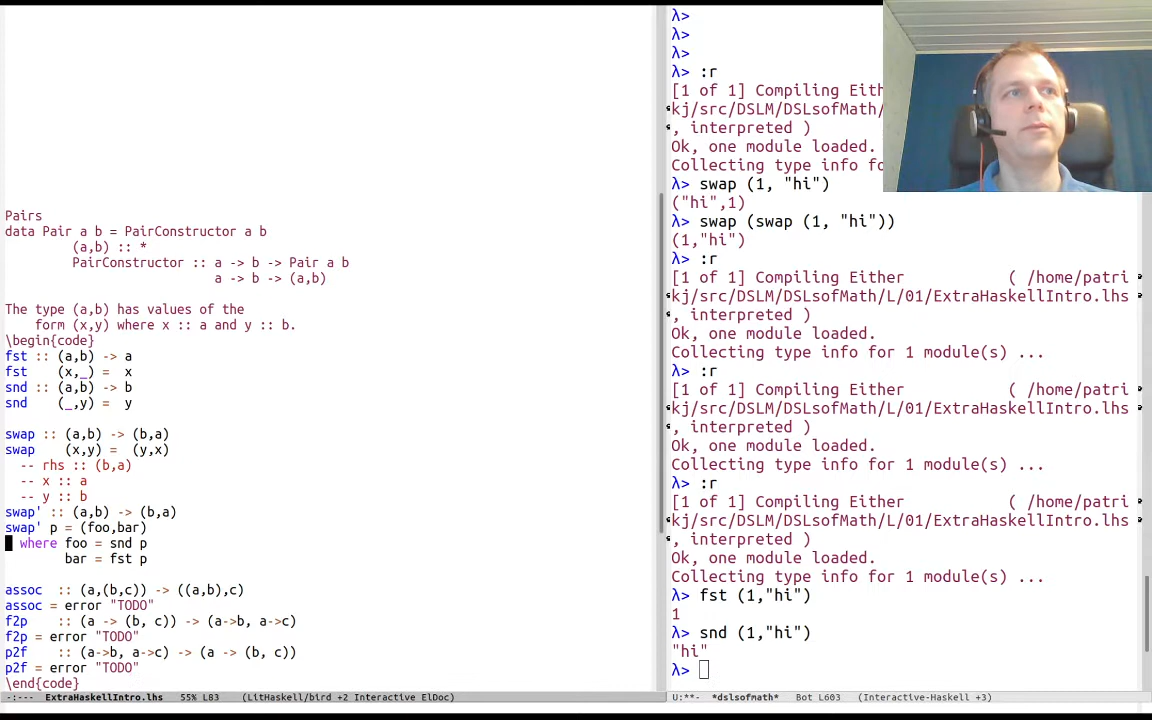 Pairs
data Pair a b = PairConstructor a b
(a,b) :: *
PairConstructor :: a -> b -> Pair a b
a -> b -> (a,b)
The type (a,b) has values of the
form (x,y) where x :: a and y :: b.
\begin{code}
fst :: (a,b) -> a
fst (x,_) = x
snd :: (a,b) -> b
snd (_,y) = y
swap :: (a,b) -> (b,a)
swap (x,y) = (y,x)
-- rhs :: (b,a)
-- x :: a
-- y :: b
swap' :: (a,b) -> (b,a)
swap' p = (foo,bar)
where foo = snd p
bar = fst p
assoc :: (a,(b,c)) -> ((a,b),c)
assoc = error "TODO"
f2p :: (a -> (b, c)) -> (a->b, a->c)
f2p = error "TODO"
p2f :: (a->b, a->c) -> (a -> (b, c))
p2f = error "TODO"
\end{code}
-:--- ExtraHaskellIntro.lhs 55% L83 (LitHaskell/bird +2 Interactive ElDoc)
λ>
λ>
λ>
λ> :r
[1 of 1] Compiling Eith
kj/src/DSLM/DSLsofMath/
, interpreted )
Ok, one module loaded.
Collecting type info fo
λ> swap (1, "hi")
("hi",1)
λ> swap (swap (1, "hi"))
(1,"hi")
λ> :r
[1 of 1] Compiling Either ( /home/patri
kj/src/DSLM/DSLsofMath/L/01/ExtraHaskellIntro.lhs
, interpreted )
Ok, one module loaded.
Collecting type info for 1 module(s) ...
λ> :r
[1 of 1] Compiling Either ( /home/patri
kj/src/DSLM/DSLsofMath/L/01/ExtraHaskellIntro.lhs
, interpreted )
Ok, one module loaded.
Collecting type info for 1 module(s) ...
λ> :r
[1 of 1] Compiling Either ( /home/patri
kj/src/DSLM/DSLsofMath/L/01/ExtraHaskellIntro.lhs
, interpreted )
Ok, one module loaded.
Collecting type info for 1 module(s) ...
λ> fst (1,"hi")
1
λ> snd (1,"hi")
"hi"
λ>
U:**- *dslsofmath* Bot L603 (Interactive-Haskell +3)